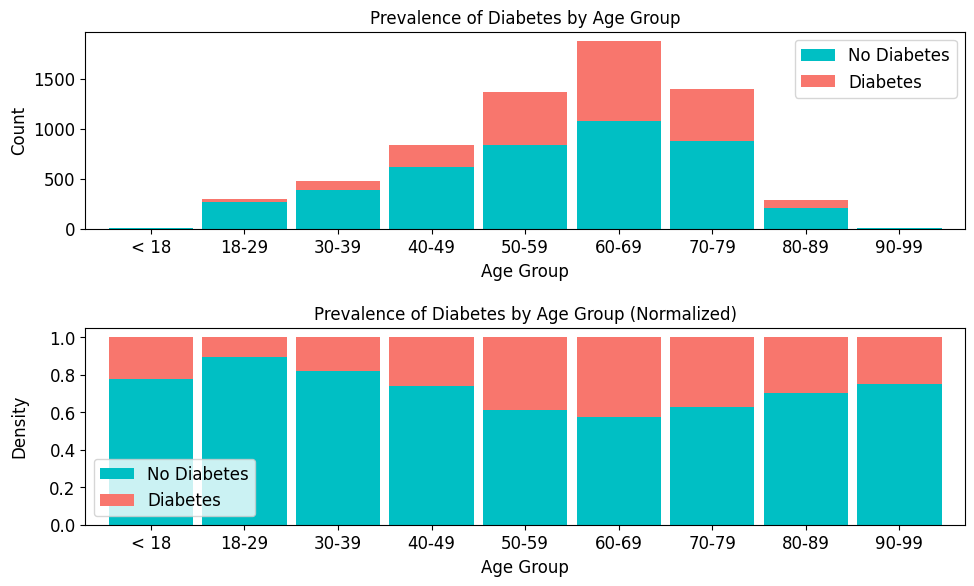 Prevalence of Diabetes by Age Group
No Diabetes
Diabetes
Count
1500
1000
500
0
< 18 18-29 30-39 40-49 50-59 60-69 70-79 80-89 90-99
Age Group
Prevalence of Diabetes by Age Group (Normalized)
Density
1.0
0.8
0.6
0.4
0.2
0.0
No Diabetes
Diabetes
< 18 18-29 30-39 40-49 50-59 60-69 70-79 80-89 90-99
Age Group